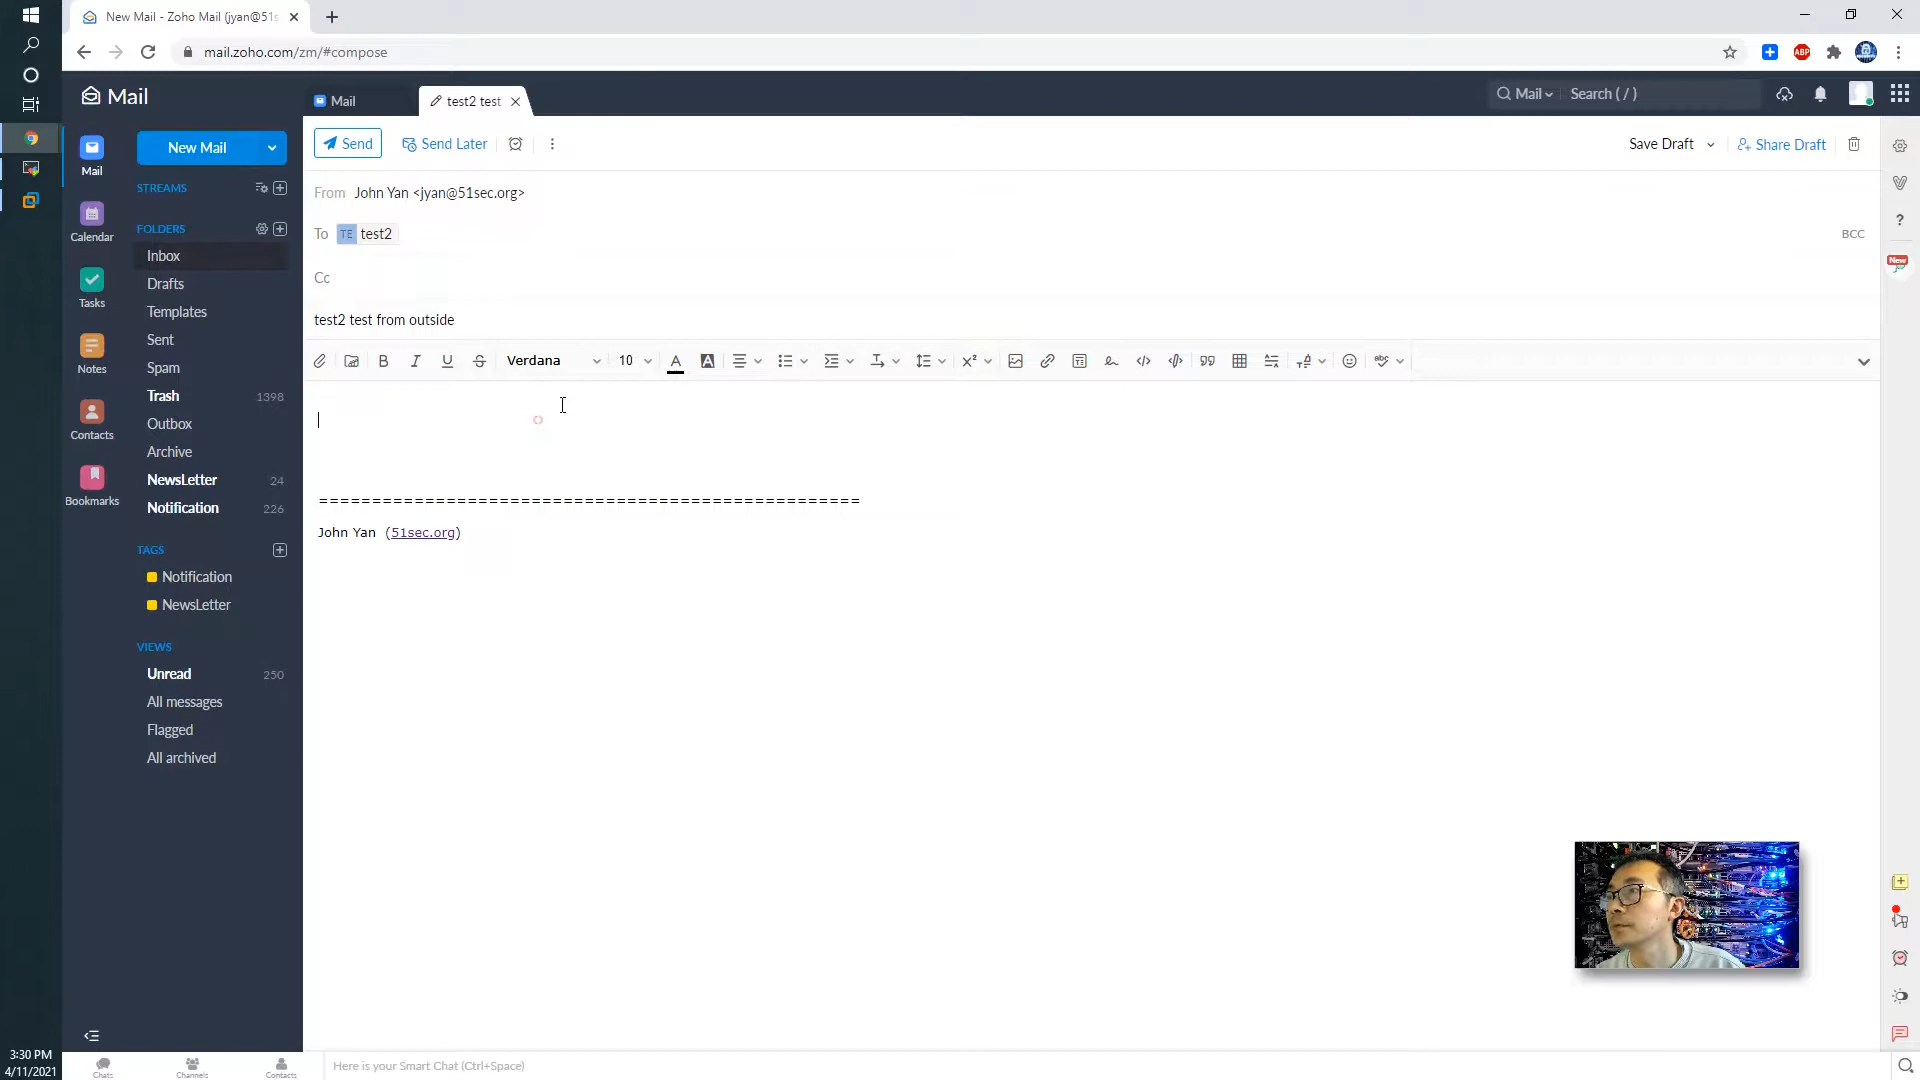 New Mail - Zoho Mail (jyan@51s
mail.zoho.com/zm/#compose
ABP
Mail
Mail
test2 test
Mail
Search ( / )
New Mail
Send
Send Later
Save Draft
Share Draft
Mail
STREAMS
From John Yan <jyan@51sec.org>
Calendar
FOLDERS
To TE test2
BCC
Inbox
New
Cc
Drafts
Tasks
Templates
test2 test from outside
Sent
Notes
Verdana
10
Spam
Trash 1398
Contacts
Outbox
Archive
Bookmarks
NewsLetter 24
===================================================
Notification 226
John Yan (51sec.org)
TAGS
Notification
NewsLetter
VIEWS
Unread 250
All messages
Flagged
All archived
3:30 PM
4/11/2021
Chats
Channels
Contacts
Here is your Smart Chat (Ctrl+Space)